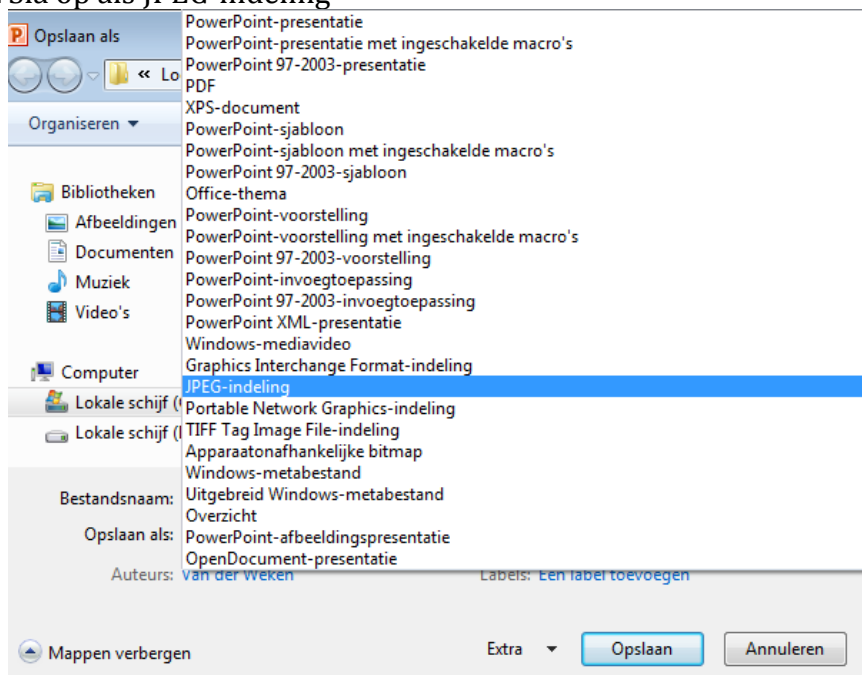 Sla op als JPEG-indeling
Opslaan als
« Lo
Organiseren
Bibliotheken
Afbeeldingen
Documenten
Muziek
Video's
Computer
Lokale schijf (
Lokale schijf (
PowerPoint-presentatie
PowerPoint-presentatie met ingeschakelde macro's
PowerPoint 97-2003-presentatie
PDF
XPS-document
PowerPoint-sjabloon
PowerPoint-sjabloon met ingeschakelde macro's
PowerPoint 97-2003-sjabloon
Office-thema
PowerPoint-voorstelling
PowerPoint-voorstelling met ingeschakelde macro's
PowerPoint 97-2003-voorstelling
PowerPoint-invoegtoepassing
PowerPoint 97-2003-invoegtoepassing
PowerPoint XML-presentatie
Windows-mediavideo
Graphics Interchange Format-indeling
JPEG-indeling
Portable Network Graphics-indeling
TIFF Tag Image File-indeling
Apparaatonafhankelijke bitmap
Windows-metabestand
Uitgebreid Windows-metabestand
Overzicht
PowerPoint-afbeeldingspresentatie
OpenDocument-presentatie
Bestandsnaam:
Opslaan als:
Auteurs: Van der Weken Labels: Een label toevoegen
Mappen verbergen Extra Opslaan Annuleren